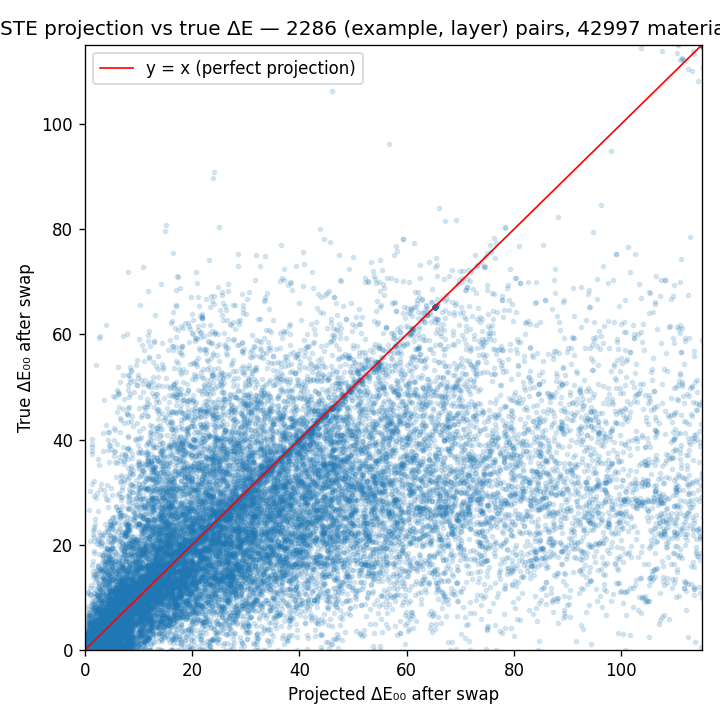 STE projection vs true ΔE — 2286 (example, layer) pairs, 42997
y = x (perfect projection)
100
80
60
40
20
0
True ΔE₀₀ after swap
0 20 40 60 80 100
Projected ΔE₀₀ after swap